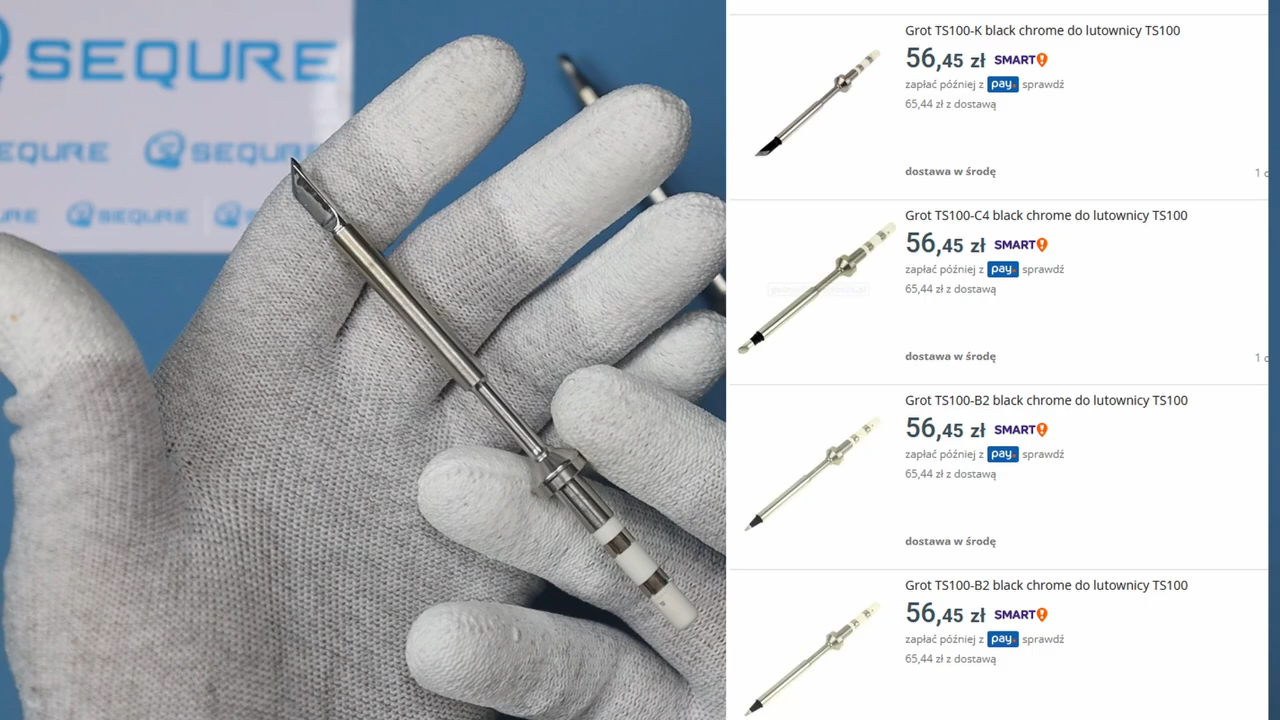 SEQURE
EQURE
SEQURE
SEQURE
Grot TS100-K black chrome do lutownicy TS100
56,45 zł SMART!
zapłać później z pay sprawdź
65,44 zł z dostawą
dostawa w środę
1
Grot TS100-C4 black chrome do lutownicy TS100
56,45 zł SMART!
zapłać później z pay sprawdź
65,44 zł z dostawą
dostawa w środę
1
Grot TS100-B2 black chrome do lutownicy TS100
56,45 zł SMART!
zapłać później z pay sprawdź
65,44 zł z dostawą
dostawa w środę
Grot TS100-B2 black chrome do lutownicy TS100
56,45 zł SMART!
zapłać później z pay sprawdź
65,44 zł z dostawą